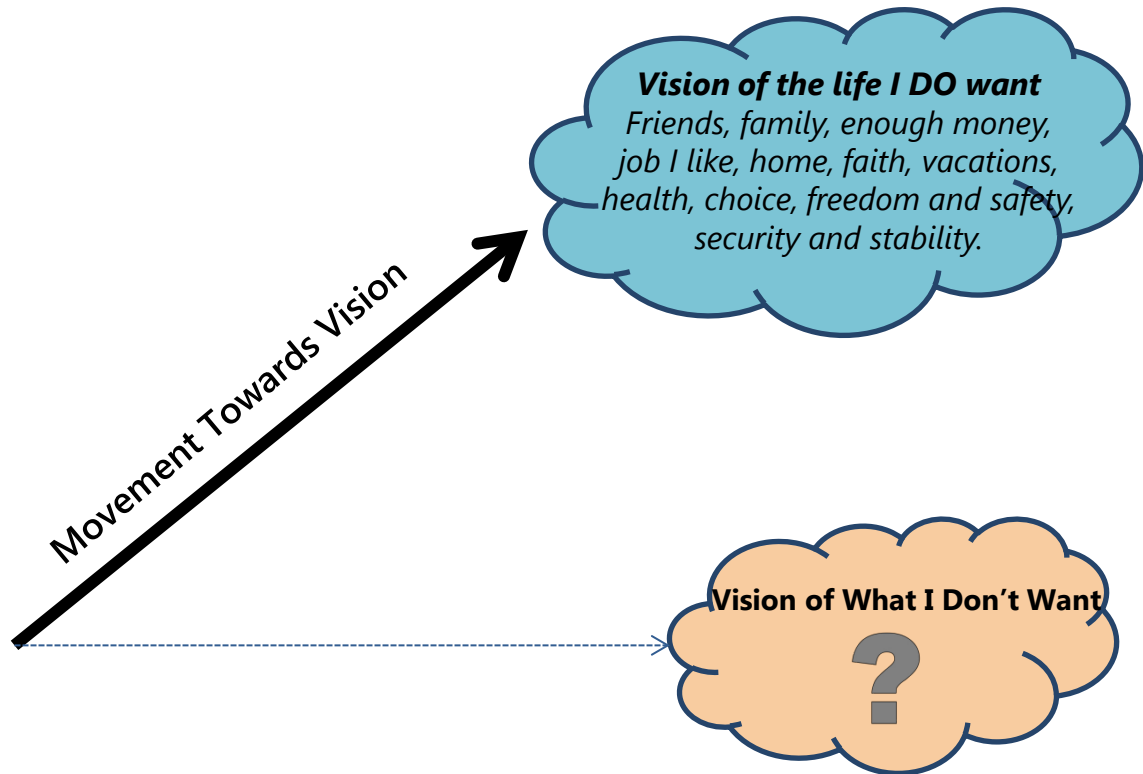 Vision of the life I DO want
Friends, family, enough money,
job I like, home, faith, vacations,
health, choice, freedom and safety,
security and stability.
Movement Towards Vision
Vision of What I Don’t Want
?